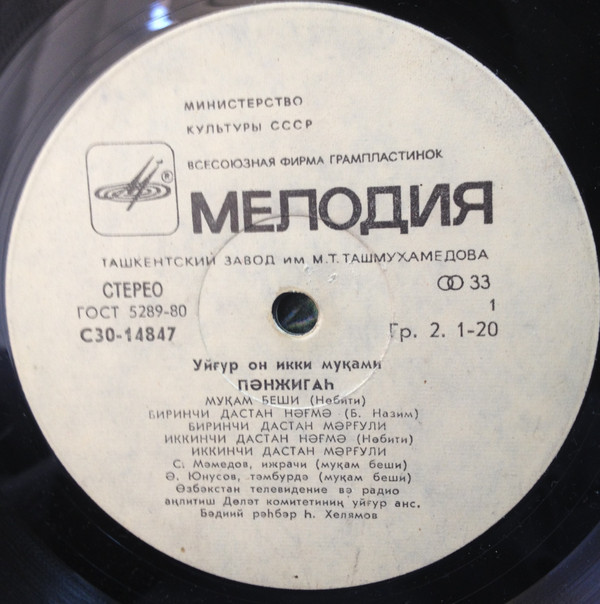 МИНИСТЕРСТВО
КУЛЬТУРЫ СССР
ВСЕСОЮЗНАЯ ФИРМА ГРАМПЛАСТИНОК
®
МЕЛОДИЯ
ТАШКЕНТСКИЙ ЗАВОД ИМ М.Т. ТАШМУХАМЕДОВА
СТЕРЕО 33
ГОСТ 5289-80 1
С30-14847 Гр. 2. 1-20
Уйғур он икки муқами
ПӘНЖИГАҺ
МУҚАМ БЕШИ (Нөбити)
БИРИНЧИ ДАСТАН НӘҒМӘ (Б. Назим)
БИРИНЧИ ДАСТАН МӘРҒУЛИ
ИККИНЧИ ДАСТАН НӘҒМӘ (Нөбити)
ИККИНЧИ ДАСТАН МӘРҒУЛИ
С. Мәмедов, ижрачи (муқам беши)
Ә. Юнусов, тәмбурдә (муқам беши)
Өзбәкстан телевидение вә радио
аңлитиш Дөләт комитетиниң уйғур анс.
Бәдиий рәһбәр Һ. Хелямов